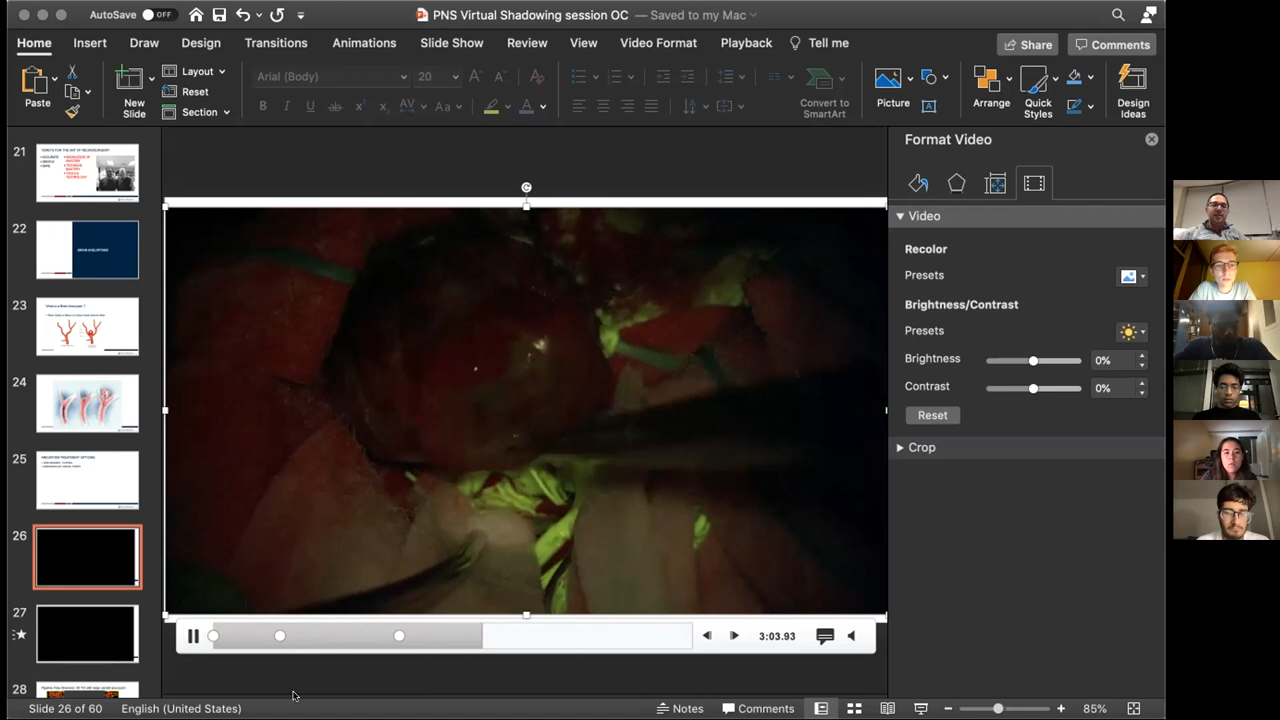 AutoSave OFF
PNS Virtual Shadowing session OC — Saved to my Mac
Home Insert Draw Design Transitions Animations Slide Show Review View Video Format Playback Tell me
Share Comments
Paste
New Slide
Layout
Reset
Section
Arial (Body) 20
Convert to SmartArt
Picture
Arrange
Quick Styles
Design Ideas
21
22
23
What is a Brain Aneurysm ?
24
25
26
27
28
3:03.93
Format Video
Video
Recolor
Presets
Brightness/Contrast
Presets
Brightness 0%
Contrast 0%
Reset
Crop
Slide 26 of 60 English (United States) Notes Comments 85%